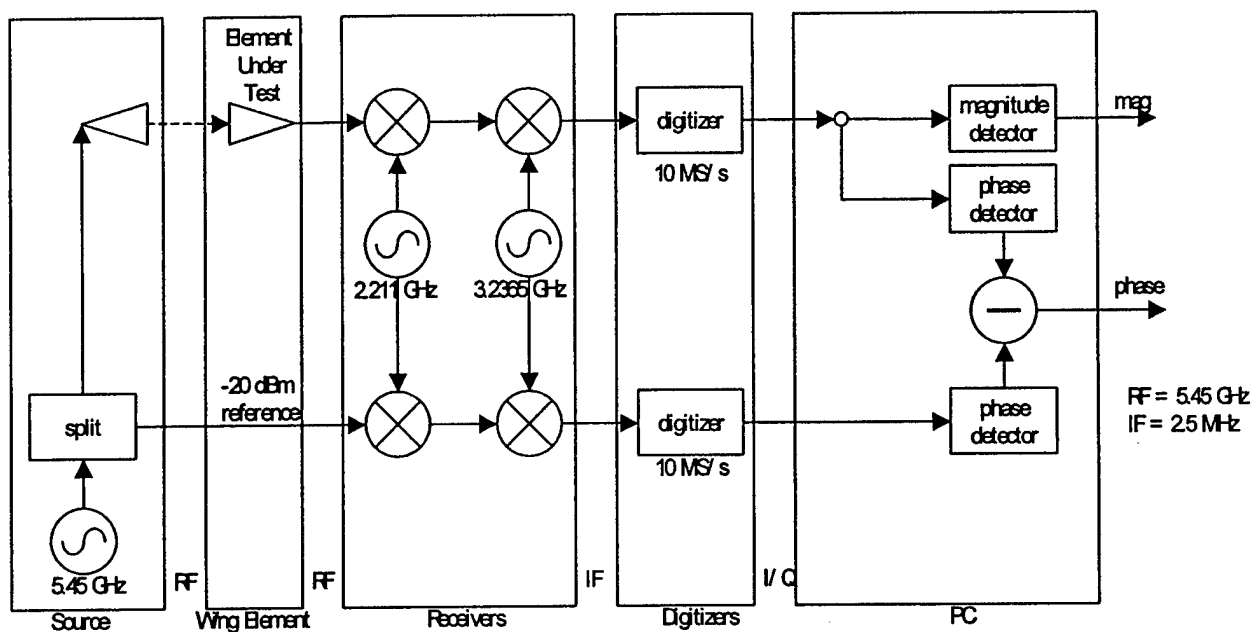 Element
Under
Test
digitizer
10 MS/s
magnitude
detector
mag
phase
detector
2.211 GHz
3.2365 GHz
phase
-20 dBm
reference
split
digitizer
10 MS/s
phase
detector
RF = 5.45 GHz
IF = 2.5 MHz
5.45 GHz
RF
RF
IF
I/Q
Source
Wing Element
Receivers
Digitizers
PC